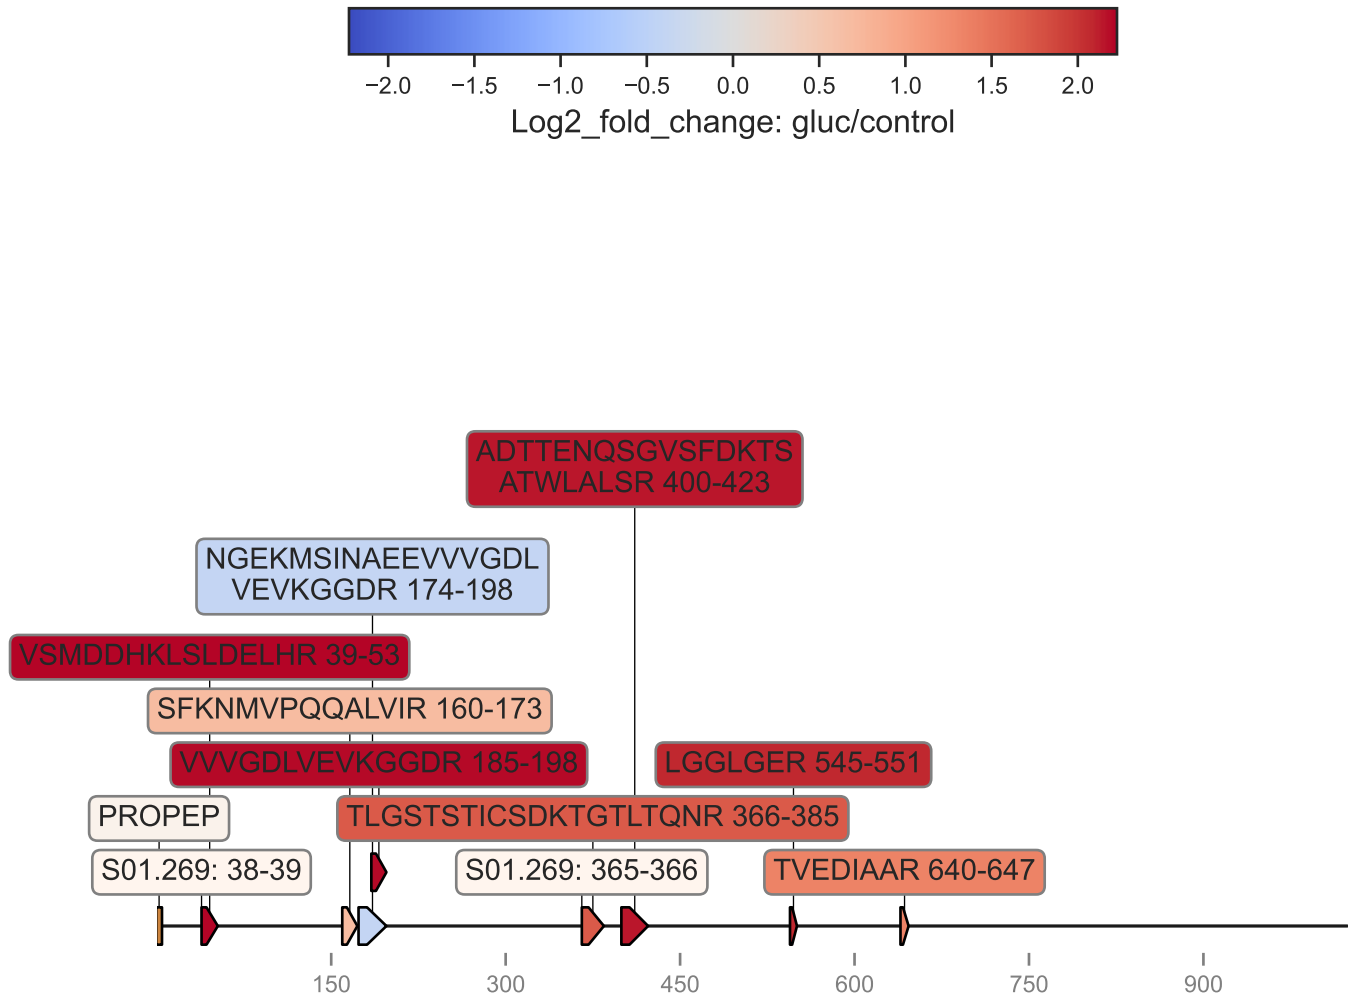 −2.0 −1.5 −1.0 −0.5 0.0 0.5 1.0 1.5 2.0
Log2_fold_change: gluc/control
ADTTENQSGVSFDKTS
ATWLALSR 400-423
NGEKMSINAEEVVVGDL
VEVKGGDR 174-198
VSMDDHKLSLDELHR 39-53
SFKNMVPQQALVIR 160-173
VVVGDLVEVKGGDR 185-198
LGGLGER 545-551
PROPEP
TLGSTSTICSDKTGTLTQNR 366-385
S01.269: 38-39
S01.269: 365-366
TVEDIAAR 640-647
150 300 450 600 750 900